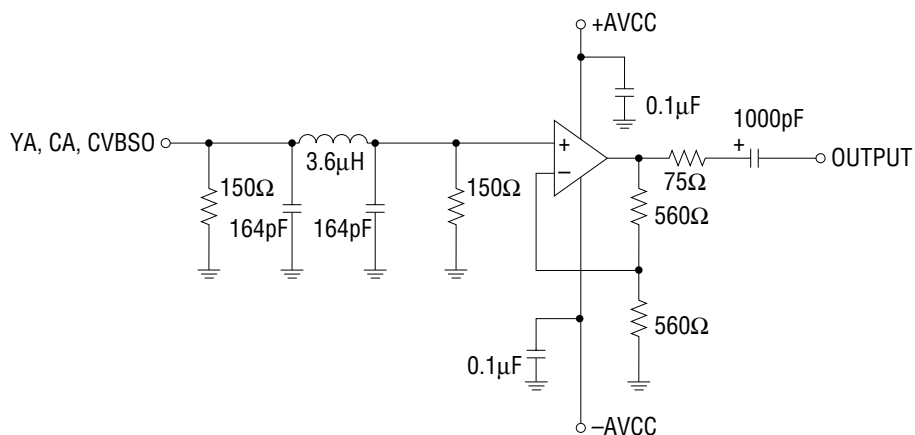 +AVCC
0.1μF
1000pF
+
YA, CA, CVBSO
3.6μH
+
–
OUTPUT
75Ω
150Ω
164pF
164pF
150Ω
560Ω
560Ω
0.1μF
–AVCC